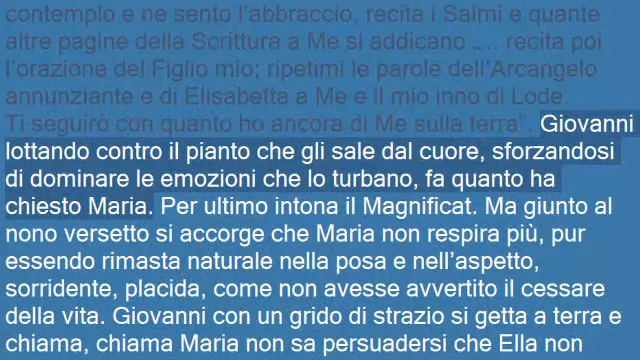 contemplo e ne sento l'abbraccio, recita i Salmi e quante
altre pagine della Scrittura a Me si addicano ….. recita poi
l'orazione del Figlio mio; ripetimi le parole dell'Arcangelo
annunziante e di Elisabetta a Me e il mio inno di Lode.
Ti seguirò con quanto ho ancora di Me sulla terra". Giovanni
lottando contro il pianto che gli sale dal cuore, sforzandosi
di dominare le emozioni che lo turbano, fa quanto ha
chiesto Maria. Per ultimo intona il Magnificat. Ma giunto al
nono versetto si accorge che Maria non respira più, pur
essendo rimasta naturale nella posa e nell'aspetto,
sorridente, placida, come non avesse avvertito il cessare
della vita. Giovanni con un grido di strazio si getta a terra e
chiama, chiama Maria non sa persuadersi che Ella non